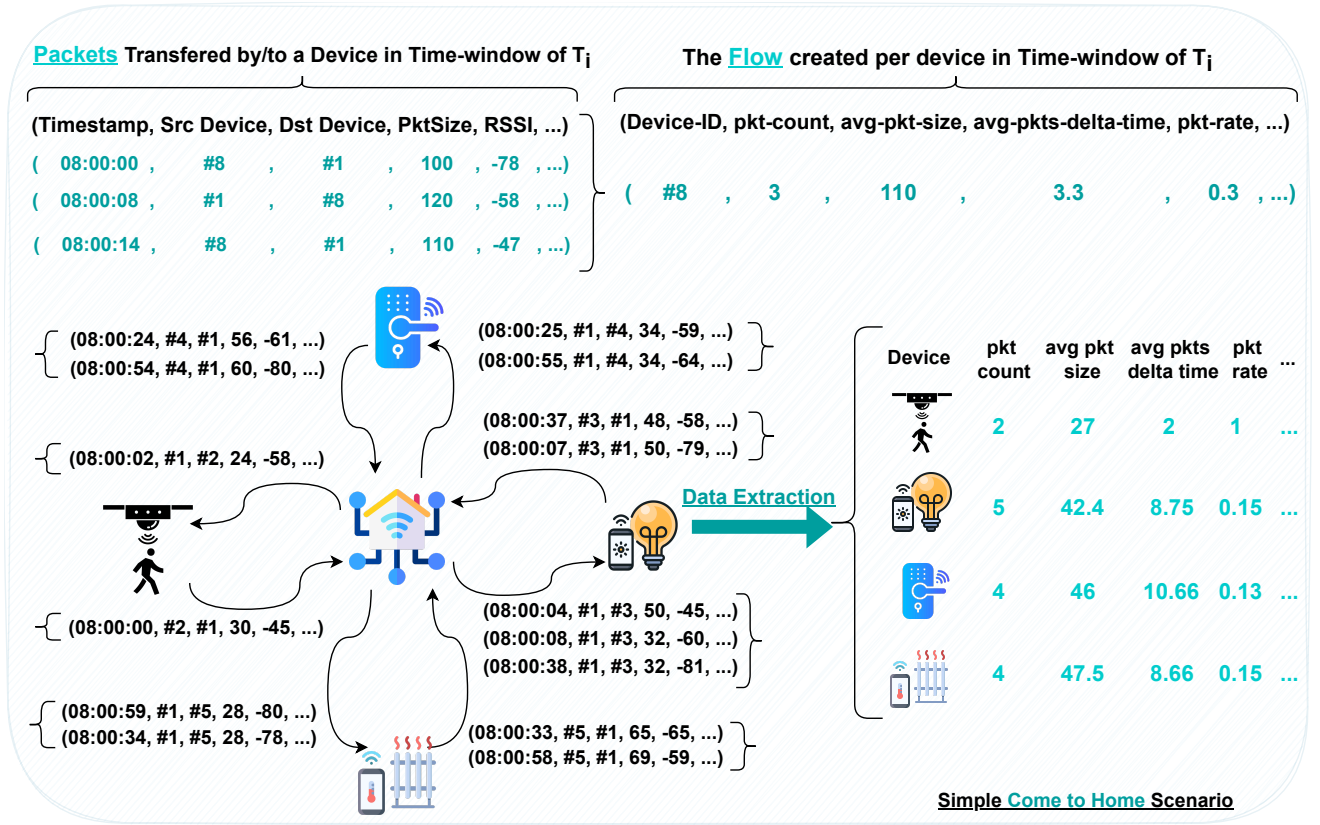 Packets Transfered by/to a Device in Time-window of Ti
(Timestamp, Src Device, Dst Device, PktSize, RSSI, ...)
( 08:00:00 , #8 , #1 , 100 , -78 , ...)
( 08:00:08 , #1 , #8 , 120 , -58 , ...)
( 08:00:14 , #8 , #1 , 110 , -47 , ...)
The Flow created per device in Time-window of Ti
(Device-ID, pkt-count, avg-pkt-size, avg-pkts-delta-time, pkt-rate, ...)
( #8 , 3 , 110 , 3.3 , 0.3 , ...)
(08:00:24, #4, #1, 56, -61, ...)
(08:00:54, #4, #1, 60, -80, ...)
(08:00:25, #1, #4, 34, -59, ...)
(08:00:55, #1, #4, 34, -64, ...)
(08:00:02, #1, #2, 24, -58, ...)
(08:00:37, #3, #1, 48, -58, ...)
(08:00:07, #3, #1, 50, -79, ...)
(08:00:00, #2, #1, 30, -45, ...)
(08:00:04, #1, #3, 50, -45, ...)
(08:00:08, #1, #3, 32, -60, ...)
(08:00:38, #1, #3, 32, -81, ...)
(08:00:59, #1, #5, 28, -80, ...)
(08:00:34, #1, #5, 28, -78, ...)
(08:00:33, #5, #1, 65, -65, ...)
(08:00:58, #5, #1, 69, -59, ...)
Data Extraction
Device pkt count avg pkt size avg pkts delta time pkt rate ...
2 27 2 1 ...
5 42.4 8.75 0.15 ...
4 46 10.66 0.13 ...
4 47.5 8.66 0.15 ...
Simple Come to Home Scenario